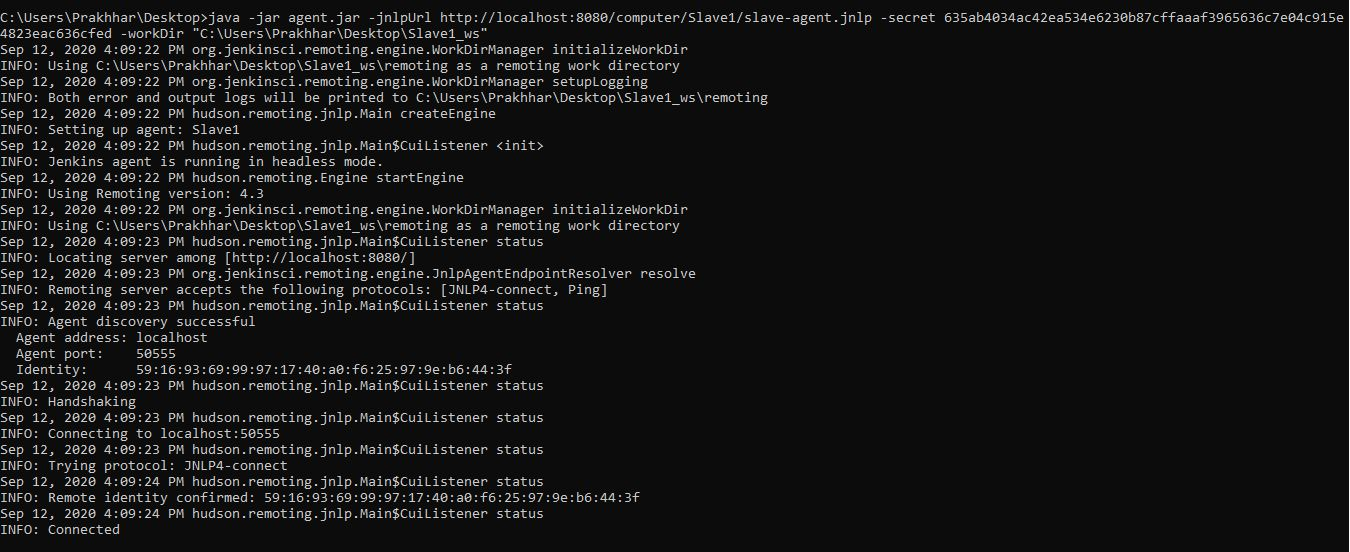 C:\Users\Prakhhar\Desktop>java -jar agent.jar -jnlpUrl http://localhost:8080/computer/Slave1/slave-agent.jnlp -secret 635ab4034ac42ea534e6230b87cffaaaf3965636c7e04c915e
4823eac636cfed -workDir "C:\Users\Prakhhar\Desktop\Slave1_ws"
Sep 12, 2020 4:09:22 PM org.jenkinsci.remoting.engine.WorkDirManager initializeWorkDir
INFO: Using C:\Users\Prakhhar\Desktop\Slave1_ws\remoting as a remoting work directory
Sep 12, 2020 4:09:22 PM org.jenkinsci.remoting.engine.WorkDirManager setupLogging
INFO: Both error and output logs will be printed to C:\Users\Prakhhar\Desktop\Slave1_ws\remoting
Sep 12, 2020 4:09:22 PM hudson.remoting.jnlp.Main createEngine
INFO: Setting up agent: Slave1
Sep 12, 2020 4:09:22 PM hudson.remoting.jnlp.Main$CuiListener <init>
INFO: Jenkins agent is running in headless mode.
Sep 12, 2020 4:09:22 PM hudson.remoting.Engine startEngine
INFO: Using Remoting version: 4.3
Sep 12, 2020 4:09:22 PM org.jenkinsci.remoting.engine.WorkDirManager initializeWorkDir
INFO: Using C:\Users\Prakhhar\Desktop\Slave1_ws\remoting as a remoting work directory
Sep 12, 2020 4:09:23 PM hudson.remoting.jnlp.Main$CuiListener status
INFO: Locating server among [http://localhost:8080/]
Sep 12, 2020 4:09:23 PM org.jenkinsci.remoting.engine.JnlpAgentEndpointResolver resolve
INFO: Remoting server accepts the following protocols: [JNLP4-connect, Ping]
Sep 12, 2020 4:09:23 PM hudson.remoting.jnlp.Main$CuiListener status
INFO: Agent discovery successful
  Agent address: localhost
  Agent port:    50555
  Identity:      59:16:93:69:99:97:17:40:a0:f6:25:97:9e:b6:44:3f
Sep 12, 2020 4:09:23 PM hudson.remoting.jnlp.Main$CuiListener status
INFO: Handshaking
Sep 12, 2020 4:09:23 PM hudson.remoting.jnlp.Main$CuiListener status
INFO: Connecting to localhost:50555
Sep 12, 2020 4:09:23 PM hudson.remoting.jnlp.Main$CuiListener status
INFO: Trying protocol: JNLP4-connect
Sep 12, 2020 4:09:24 PM hudson.remoting.jnlp.Main$CuiListener status
INFO: Remote identity confirmed: 59:16:93:69:99:97:17:40:a0:f6:25:97:9e:b6:44:3f
Sep 12, 2020 4:09:24 PM hudson.remoting.jnlp.Main$CuiListener status
INFO: Connected